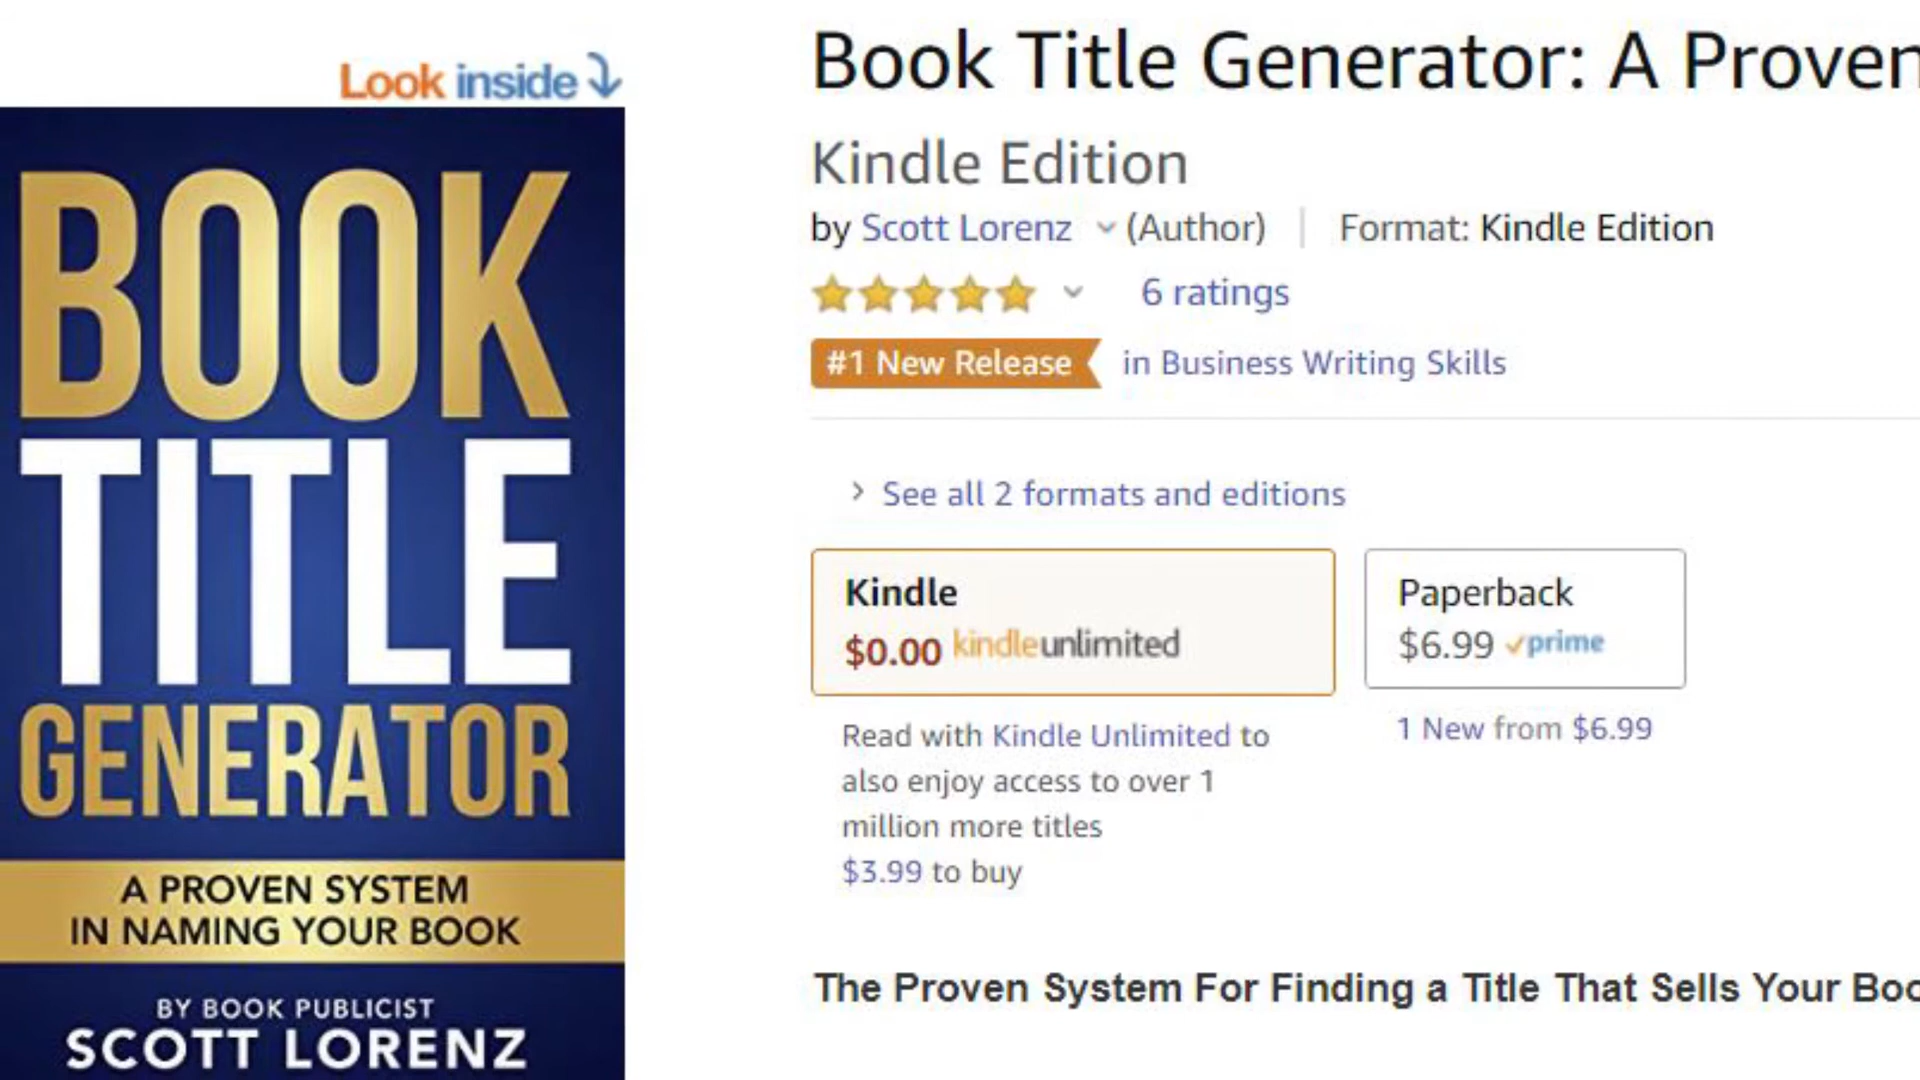 Look inside
BOOK
TITLE
GENERATOR
A PROVEN SYSTEM
IN NAMING YOUR BOOK
BY BOOK PUBLICIST
SCOTT LORENZ
Book Title Generator: A Proven
Kindle Edition
by Scott Lorenz (Author) | Format: Kindle Edition
6 ratings
#1 New Release in Business Writing Skills
See all 2 formats and editions
Kindle
$0.00 kindleunlimited
Read with Kindle Unlimited to
also enjoy access to over 1
million more titles
$3.99 to buy
Paperback
$6.99 prime
1 New from $6.99
The Proven System For Finding a Title That Sells Your Boo